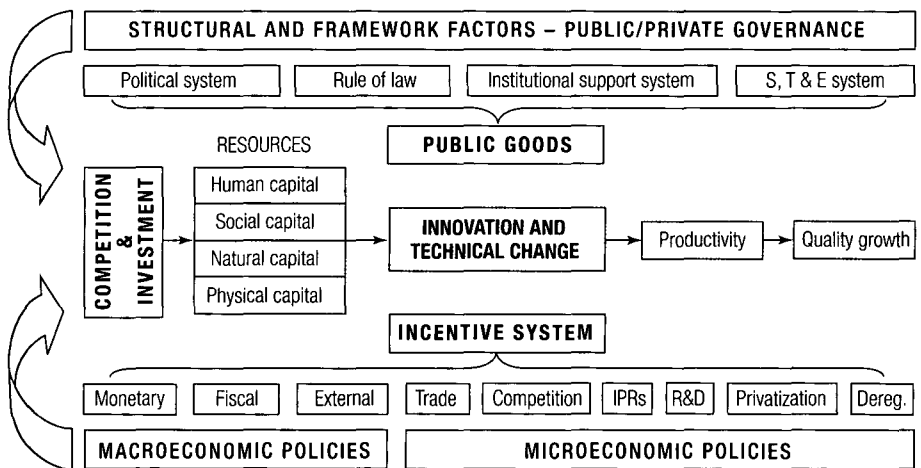 STRUCTURAL AND FRAMEWORK FACTORS – PUBLIC/PRIVATE GOVERNANCE
Political system
Rule of law
Institutional support system
S, T & E system
PUBLIC GOODS
RESOURCES
COMPETITION
&
INVESTMENT
Human capital
Social capital
Natural capital
Physical capital
INNOVATION AND
TECHNICAL CHANGE
Productivity
Quality growth
INCENTIVE SYSTEM
Monetary
Fiscal
External
Trade
Competition
IPRs
R&D
Privatization
Dereg.
MACROECONOMIC POLICIES
MICROECONOMIC POLICIES